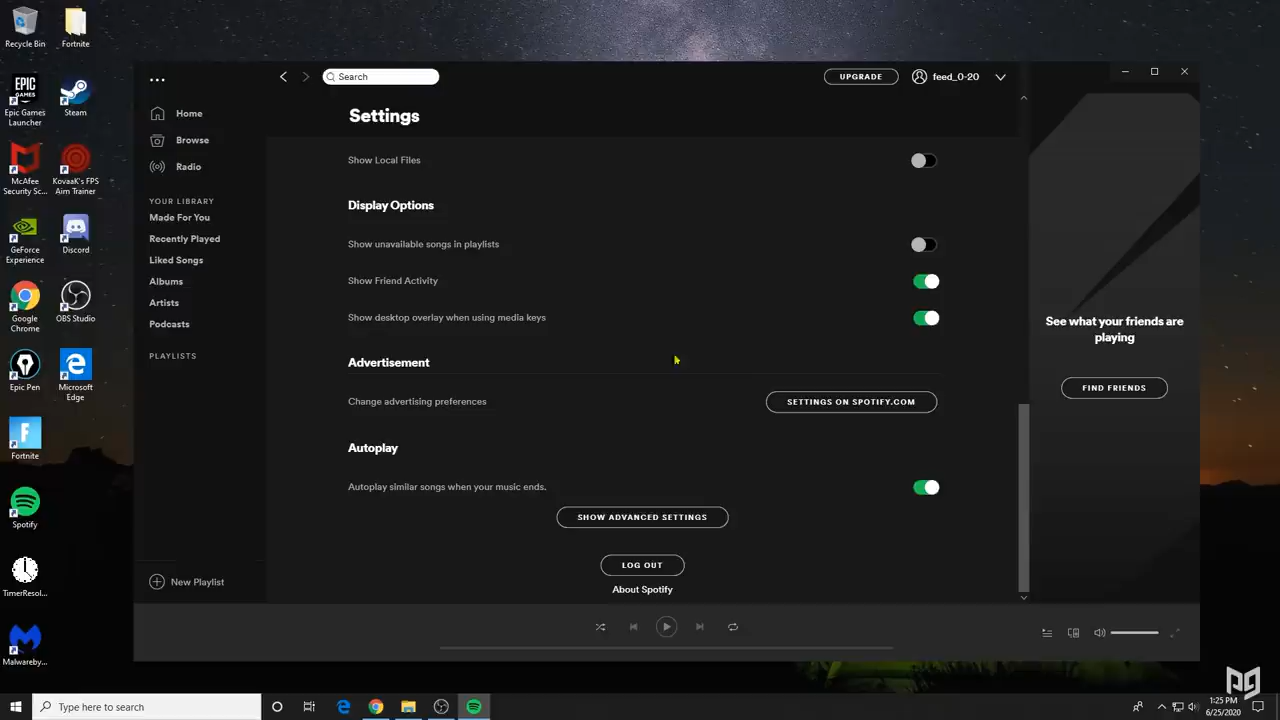 Recycle Bin
Fortnite
EPIC GAMES
Epic Games Launcher
Steam
McAfee Security Sc...
KovaaK's FPS Aim Trainer
GeForce Experience
Discord
Google Chrome
OBS Studio
Epic Pen
Microsoft Edge
Fortnite
Spotify
TimerResol...
Malwareby...
Search
UPGRADE
feed_0-20
Home
Browse
Radio
YOUR LIBRARY
Made For You
Recently Played
Liked Songs
Albums
Artists
Podcasts
PLAYLISTS
New Playlist
Settings
Show Local Files
Display Options
Show unavailable songs in playlists
Show Friend Activity
Show desktop overlay when using media keys
Advertisement
Change advertising preferences
SETTINGS ON SPOTIFY.COM
Autoplay
Autoplay similar songs when your music ends.
SHOW ADVANCED SETTINGS
LOG OUT
About Spotify
See what your friends are
playing
FIND FRIENDS
Type here to search
1:25 PM
6/25/2020